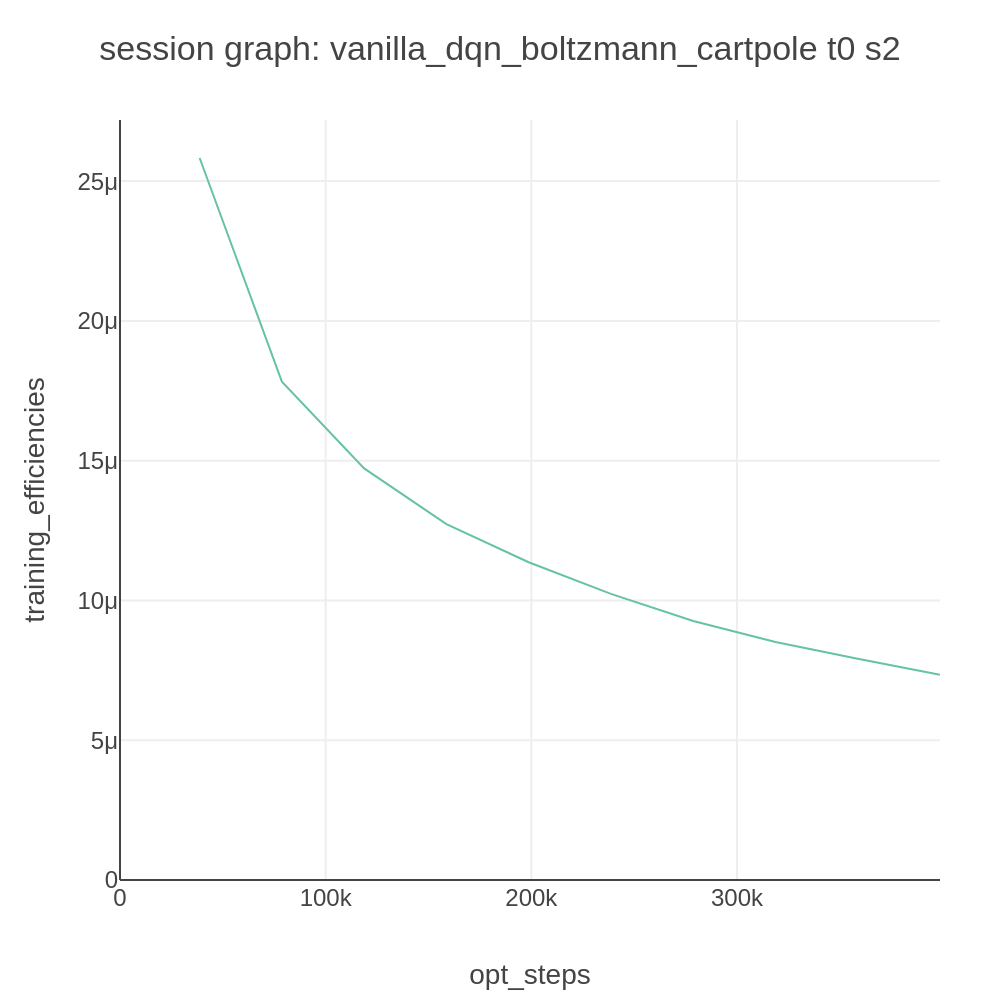 session graph: vanilla_dqn_boltzmann_cartpole t0 s2
training_efficiencies
25μ
20μ
15μ
10μ
5μ
0
0 100k 200k 300k
opt_steps